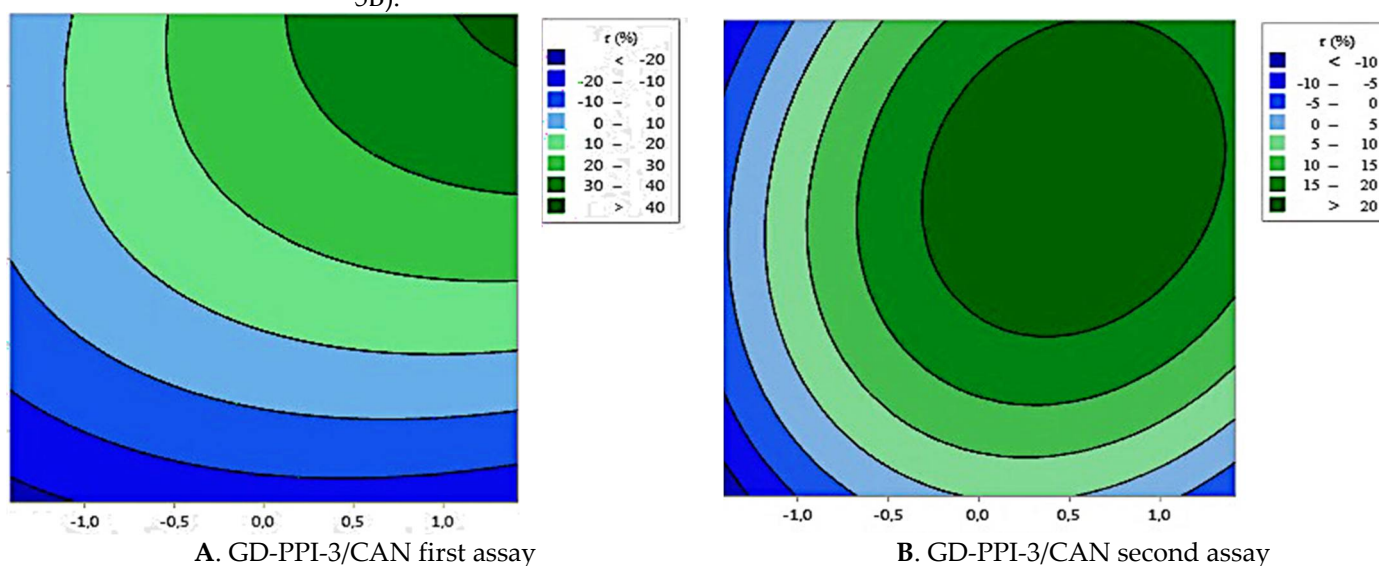 5B).
τ (%)
< -20
-20 – -10
-10 – 0
0 – 10
10 – 20
20 – 30
30 – 40
> 40
τ (%)
< -10
-10 – -5
-5 – 0
0 – 5
5 – 10
10 – 15
15 – 20
> 20
-1,0 -0,5 0,0 0,5 1,0
-1,0 -0,5 0,0 0,5 1,0
A. GD-PPI-3/CAN first assay
B. GD-PPI-3/CAN second assay